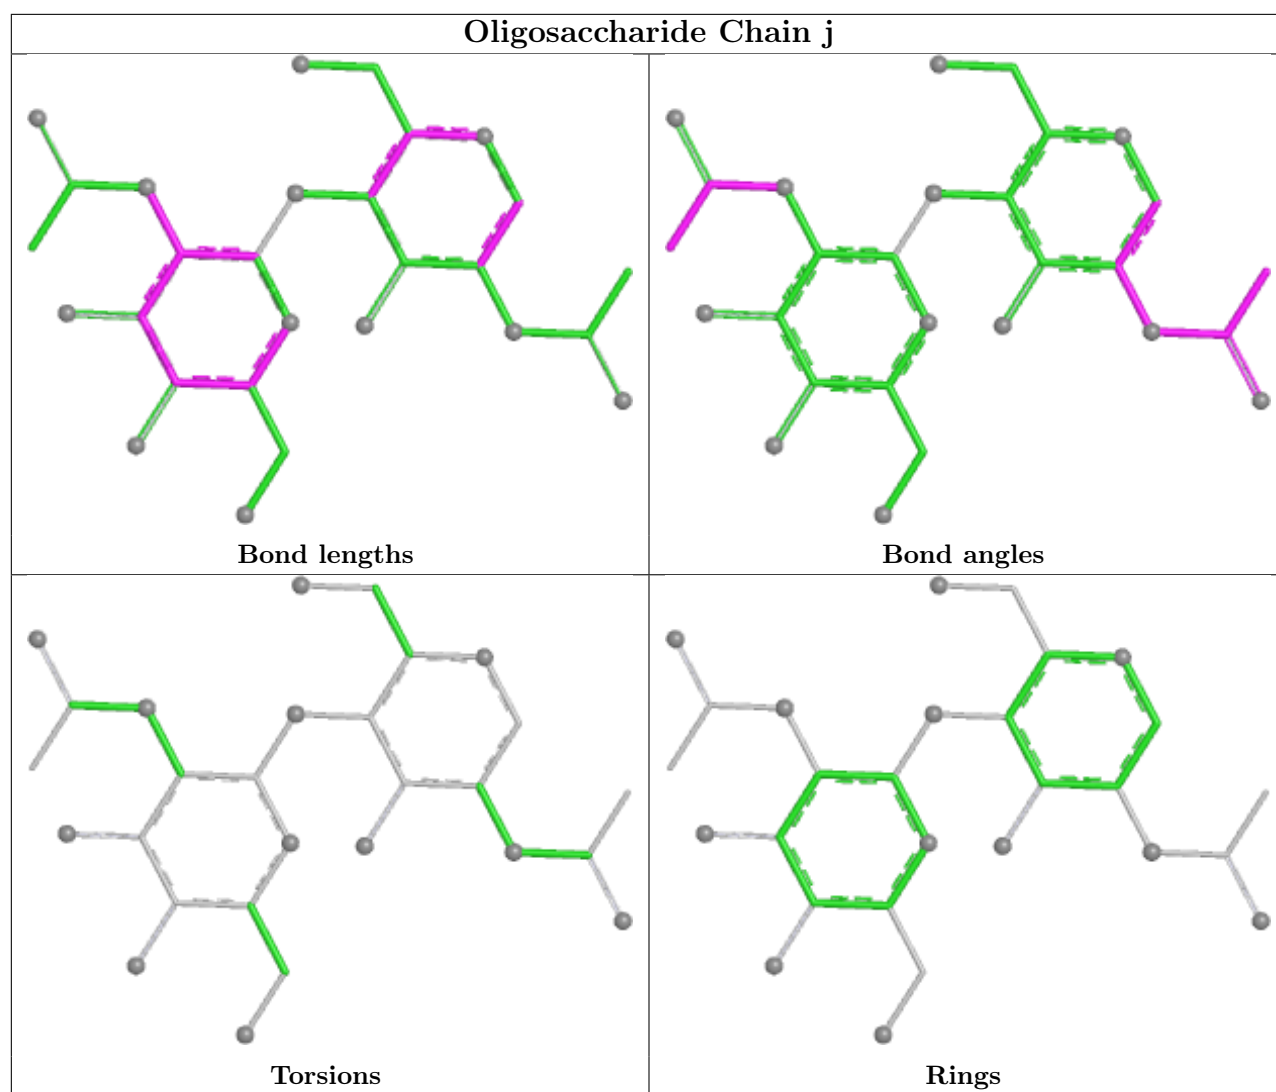 Oligosaccharide Chain j
Bond lengths
Bond angles
Torsions
Rings